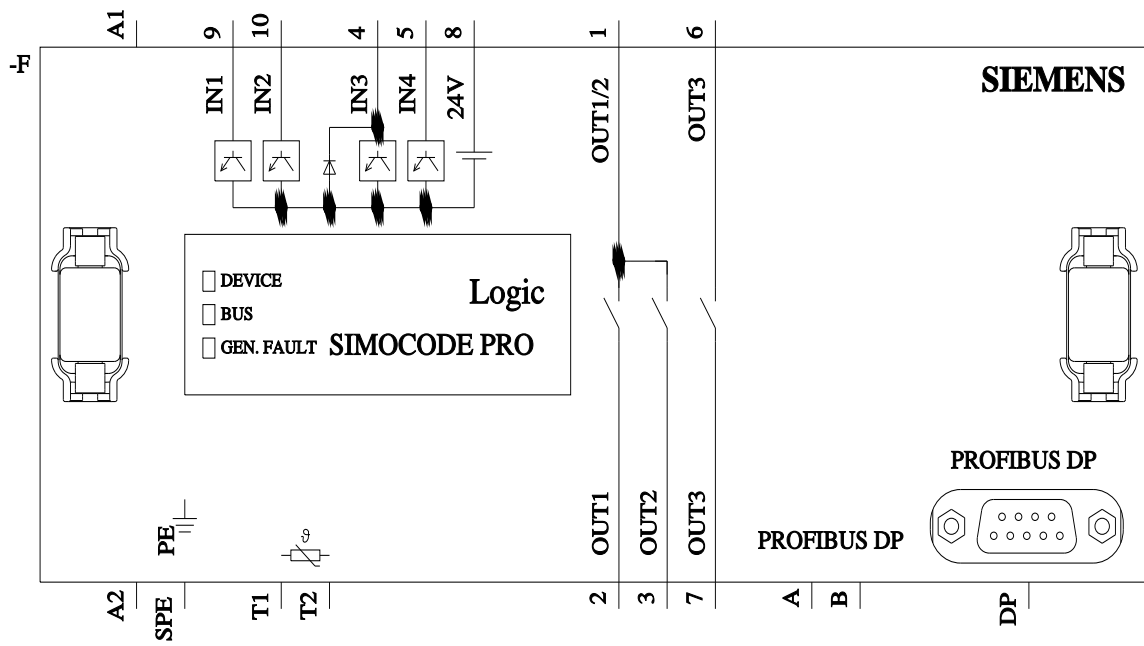 A1
9
10
4
5
8
1
6
-F
IN1
IN2
IN3
IN4
24V
OUT1/2
OUT3
SIEMENS
DEVICE
BUS
GEN. FAULT
Logic
SIMOCODE PRO
PE
ϑ
OUT1
OUT2
OUT3
PROFIBUS DP
PROFIBUS DP
A2
SPE
T1
T2
2
3
7
A
B
DP